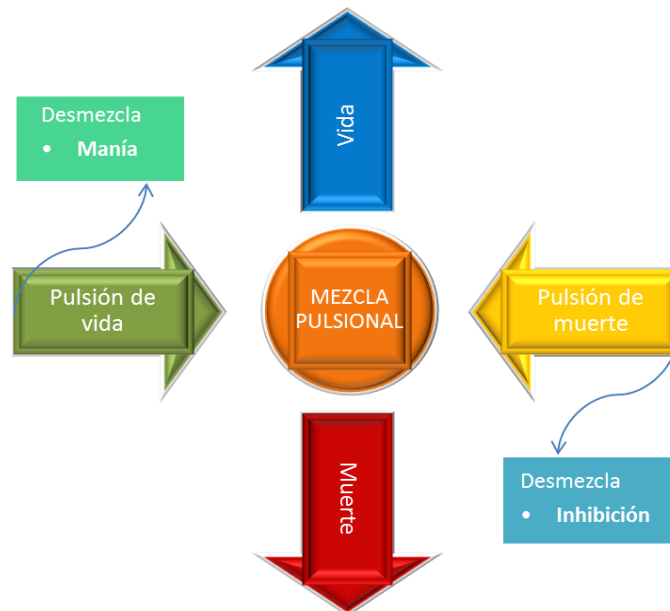 Vida
Desmezcla
• Manía
Pulsión de
vida
MEZCLA
PULSIONAL
Pulsión de
muerte
Muerte
Desmezcla
• Inhibición